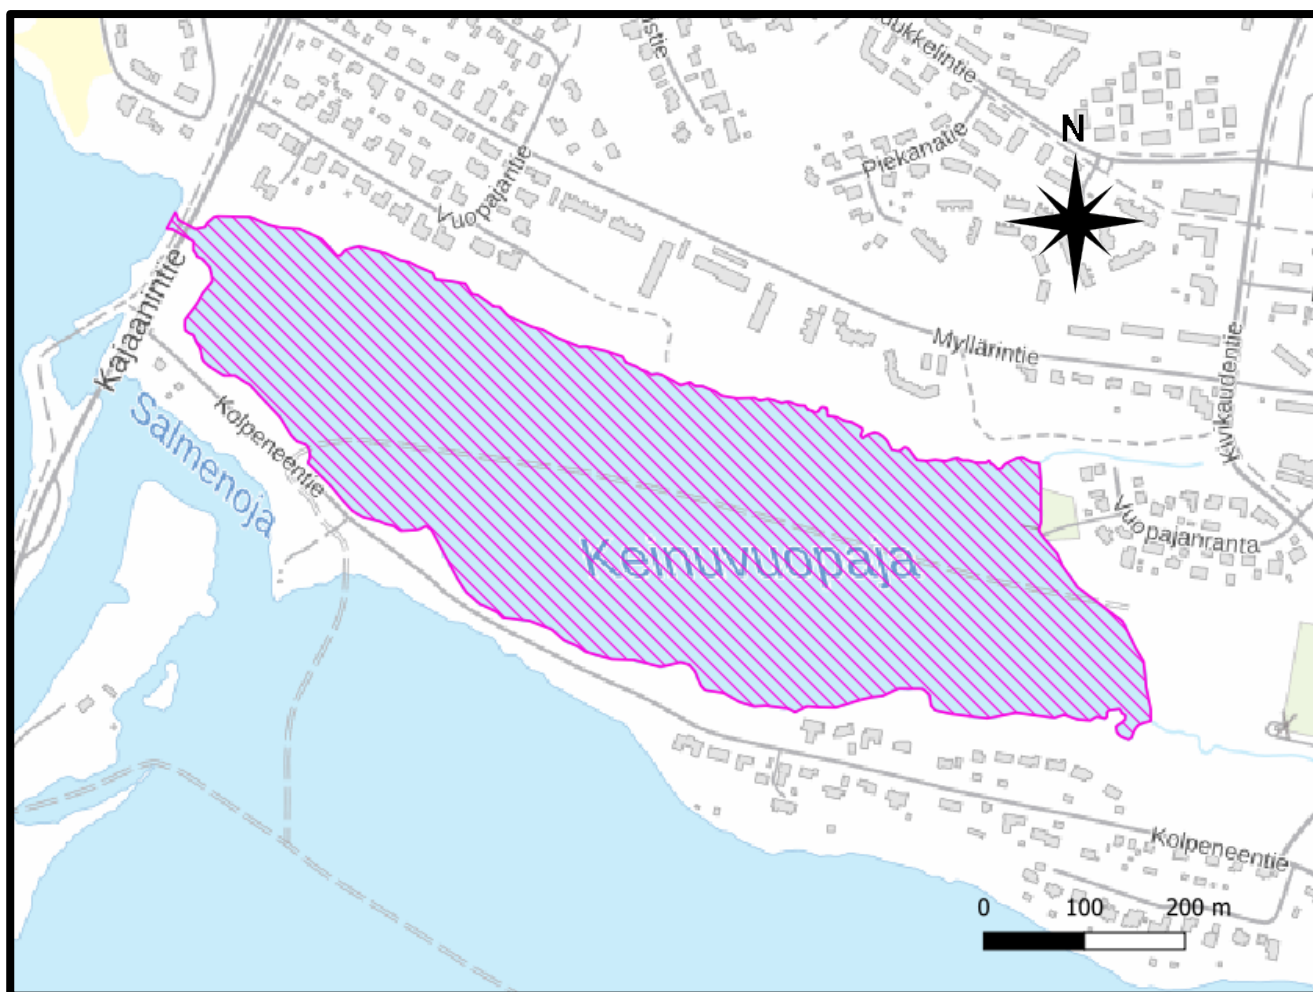 Piekanatie
N
Vuopajantie
Kajaanintie
Myllärintie
Kivikaudentie
Salmenoja
Kolpeneentie
Vuopajanranta
Keinuvuopaja
Kolpeneentie
0 100 200 m